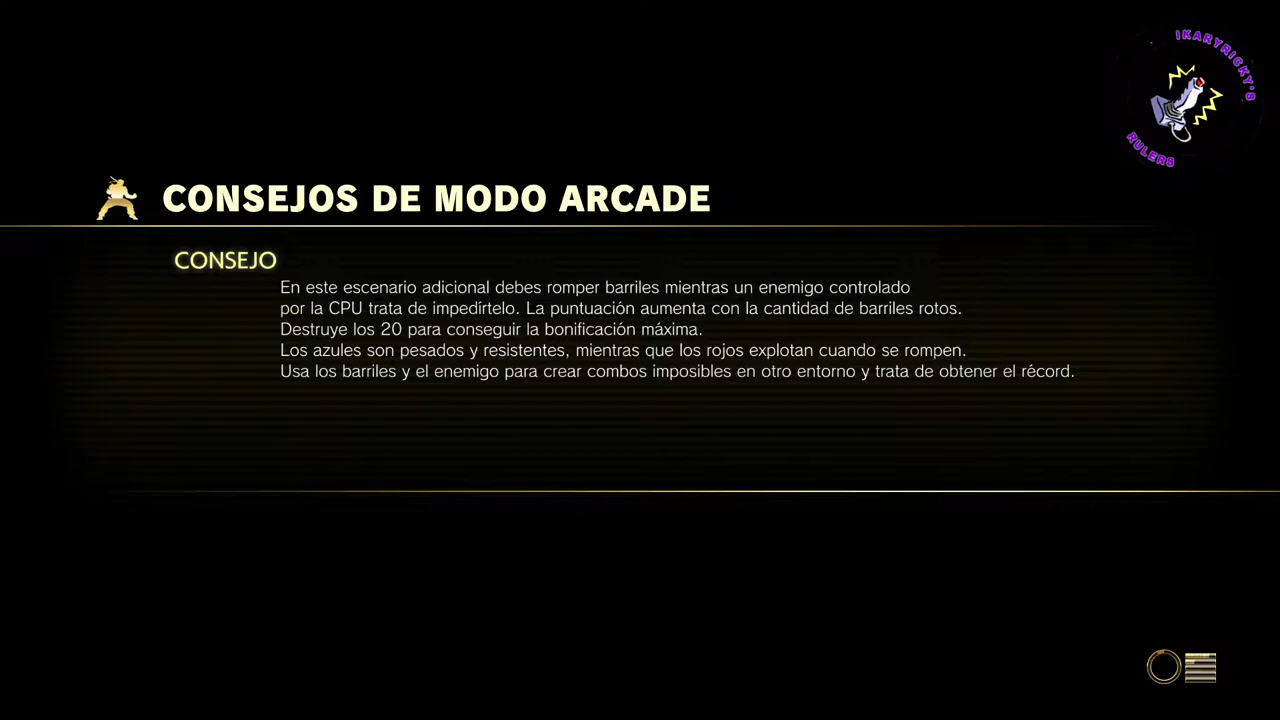 IKARYRICKY'S
RULERS
CONSEJOS DE MODO ARCADE
CONSEJO
En este escenario adicional debes romper barriles mientras un enemigo controlado
por la CPU trata de impedírtelo. La puntuación aumenta con la cantidad de barriles rotos.
Destruye los 20 para conseguir la bonificación máxima.
Los azules son pesados y resistentes, mientras que los rojos explotan cuando se rompen.
Usa los barriles y el enemigo para crear combos imposibles en otro entorno y trata de obtener el récord.